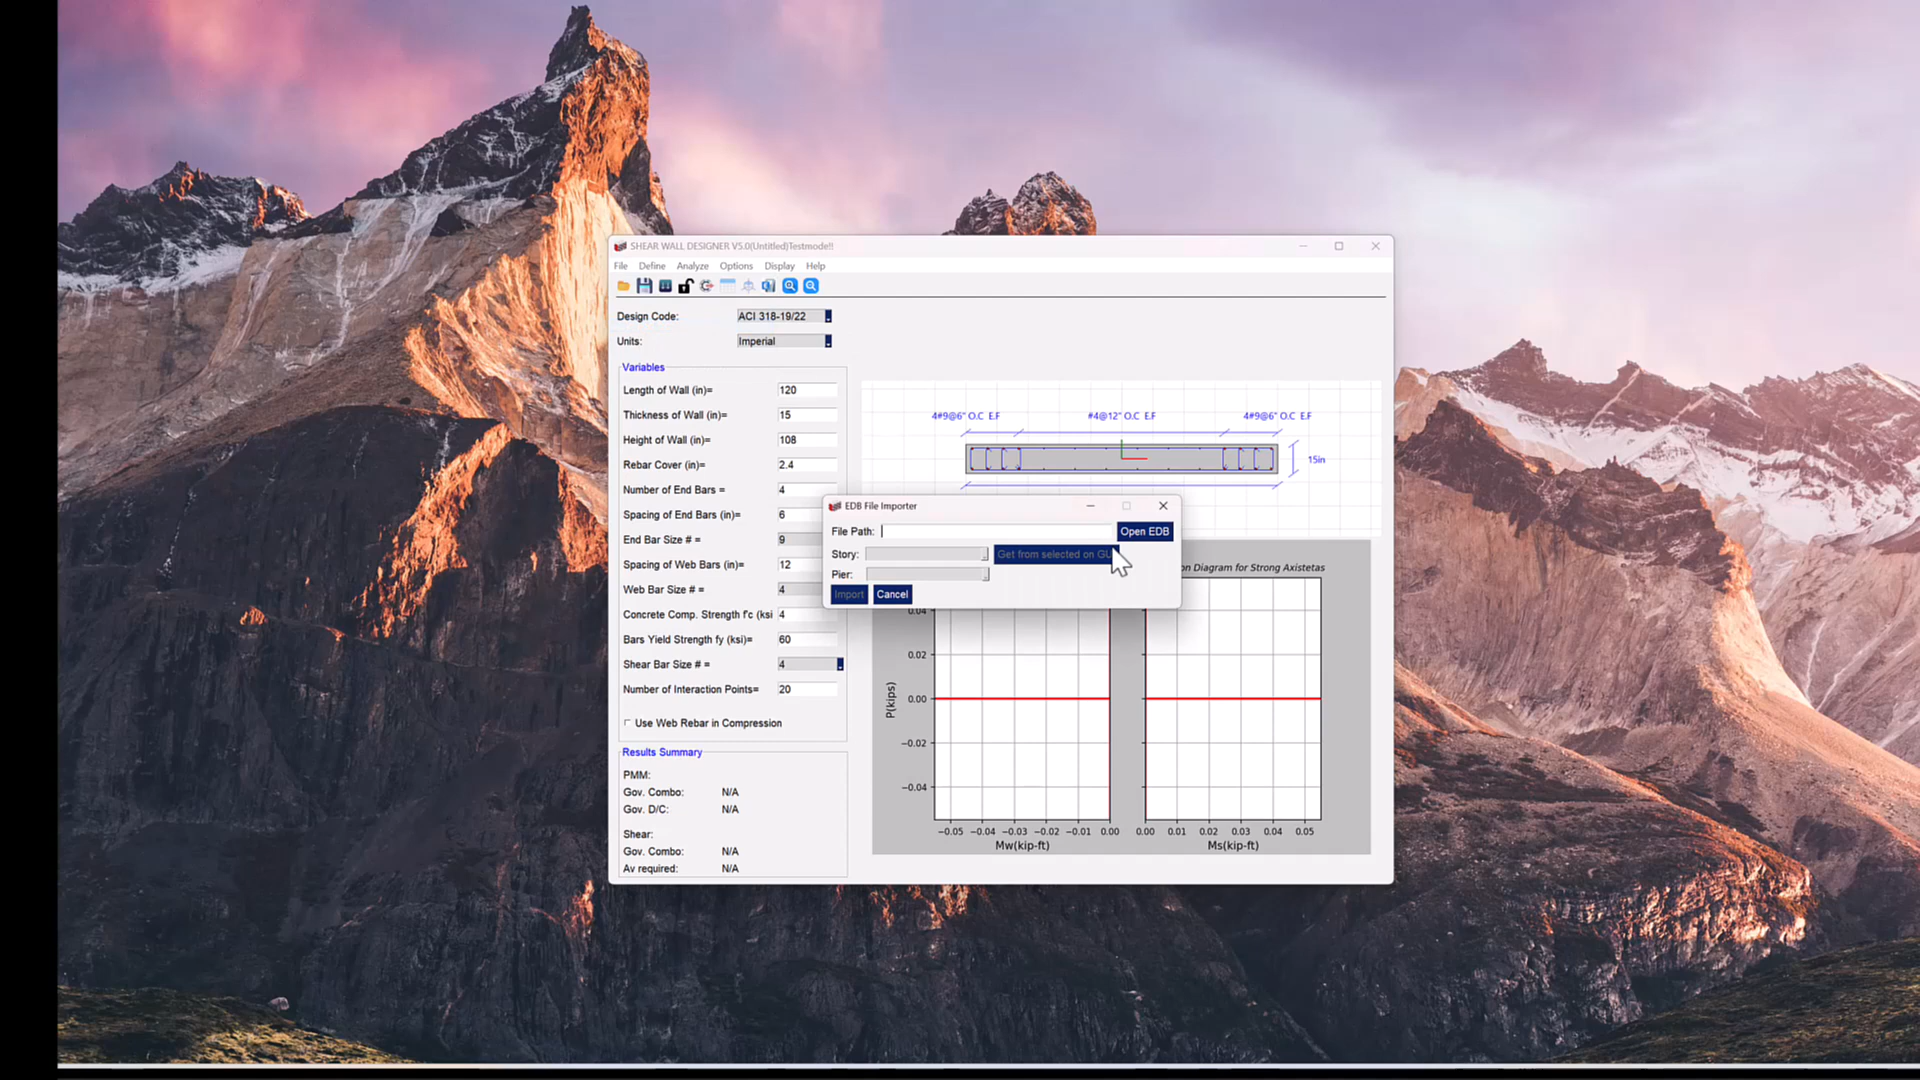 SHEAR WALL DESIGNER V5.0(Untitled)Testmode!!
File Define Analyze Options Display Help
Design Code: ACI 318-19/22
Units: Imperial
Variables
Length of Wall (in)= 120
Thickness of Wall (in)= 15
Height of Wall (in)= 108
Rebar Cover (in)= 2.4
Number of End Bars = 4
Spacing of End Bars (in)= 6
End Bar Size # = 9
Spacing of Web Bars (in)= 12
Web Bar Size # = 4
Concrete Comp. Strength f'c (ksi 4
Bars Yield Strength fy (ksi)= 60
Shear Bar Size # = 4
Number of Interaction Points= 20
Use Web Rebar in Compression
Results Summary
PMM:
Gov. Combo: N/A
Gov. D/C: N/A
Shear:
Gov. Combo: N/A
Av required: N/A
4#9@6" O.C E.F #4@12" O.C E.F 4#9@6" O.C E.F
15in
EDB File Importer
File Path: Open EDB
Story: Get from selected on GU
Pier:
Import Cancel
on Diagram for Strong Axistetas
0.04
0.02
0.00
−0.02
−0.04
P(kips)
−0.05 −0.04 −0.03 −0.02 −0.01 0.00
Mw(kip-ft)
0.00 0.01 0.02 0.03 0.04 0.05
Ms(kip-ft)